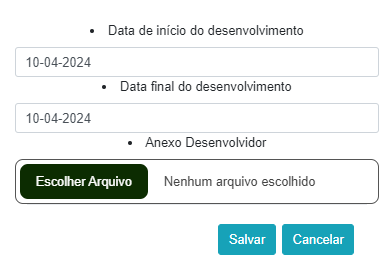 • Data de início do desenvolvimento
10-04-2024
• Data final do desenvolvimento
10-04-2024
• Anexo Desenvolvidor
Escolher Arquivo Nenhum arquivo escolhido
Salvar Cancelar